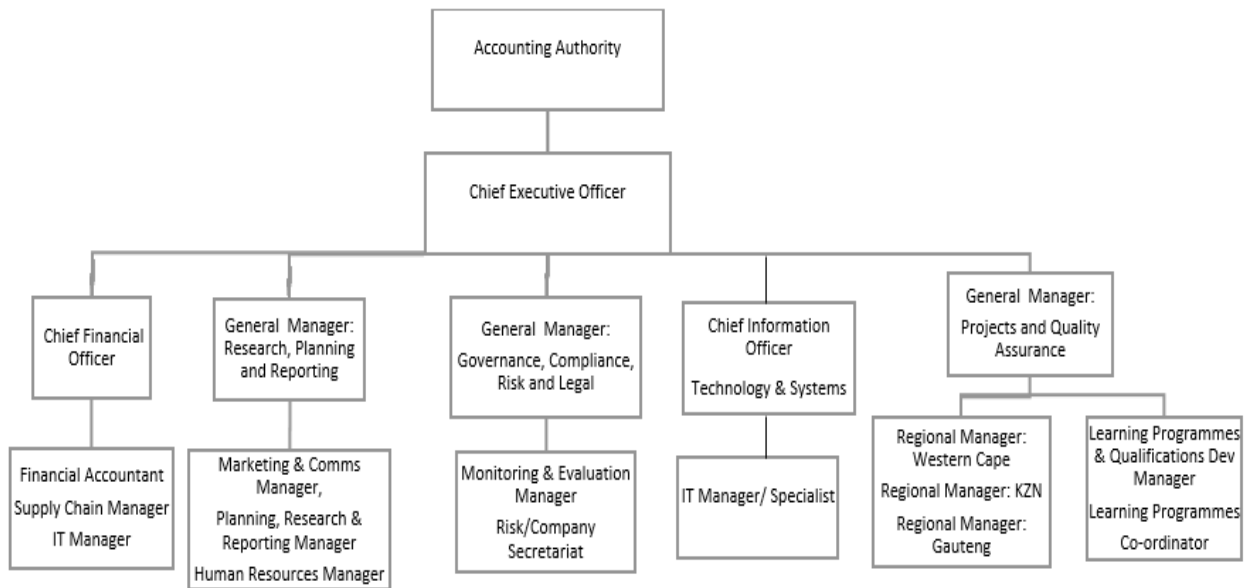 Accounting Authority
Chief Executive Officer
Chief Financial
Officer
General Manager:
Research, Planning
and Reporting
General Manager:
Governance, Compliance,
Risk and Legal
Chief Information
Officer
Technology & Systems
General Manager:
Projects and Quality
Assurance
Financial Accountant
Supply Chain Manager
IT Manager
Marketing & Comms
Manager,
Planning, Research &
Reporting Manager
Human Resources Manager
Monitoring & Evaluation
Manager
Risk/Company
Secretariat
IT Manager/ Specialist
Regional Manager:
Western Cape
Regional Manager: KZN
Regional Manager:
Gauteng
Learning Programmes
& Qualifications Dev
Manager
Learning Programmes
Co-ordinator